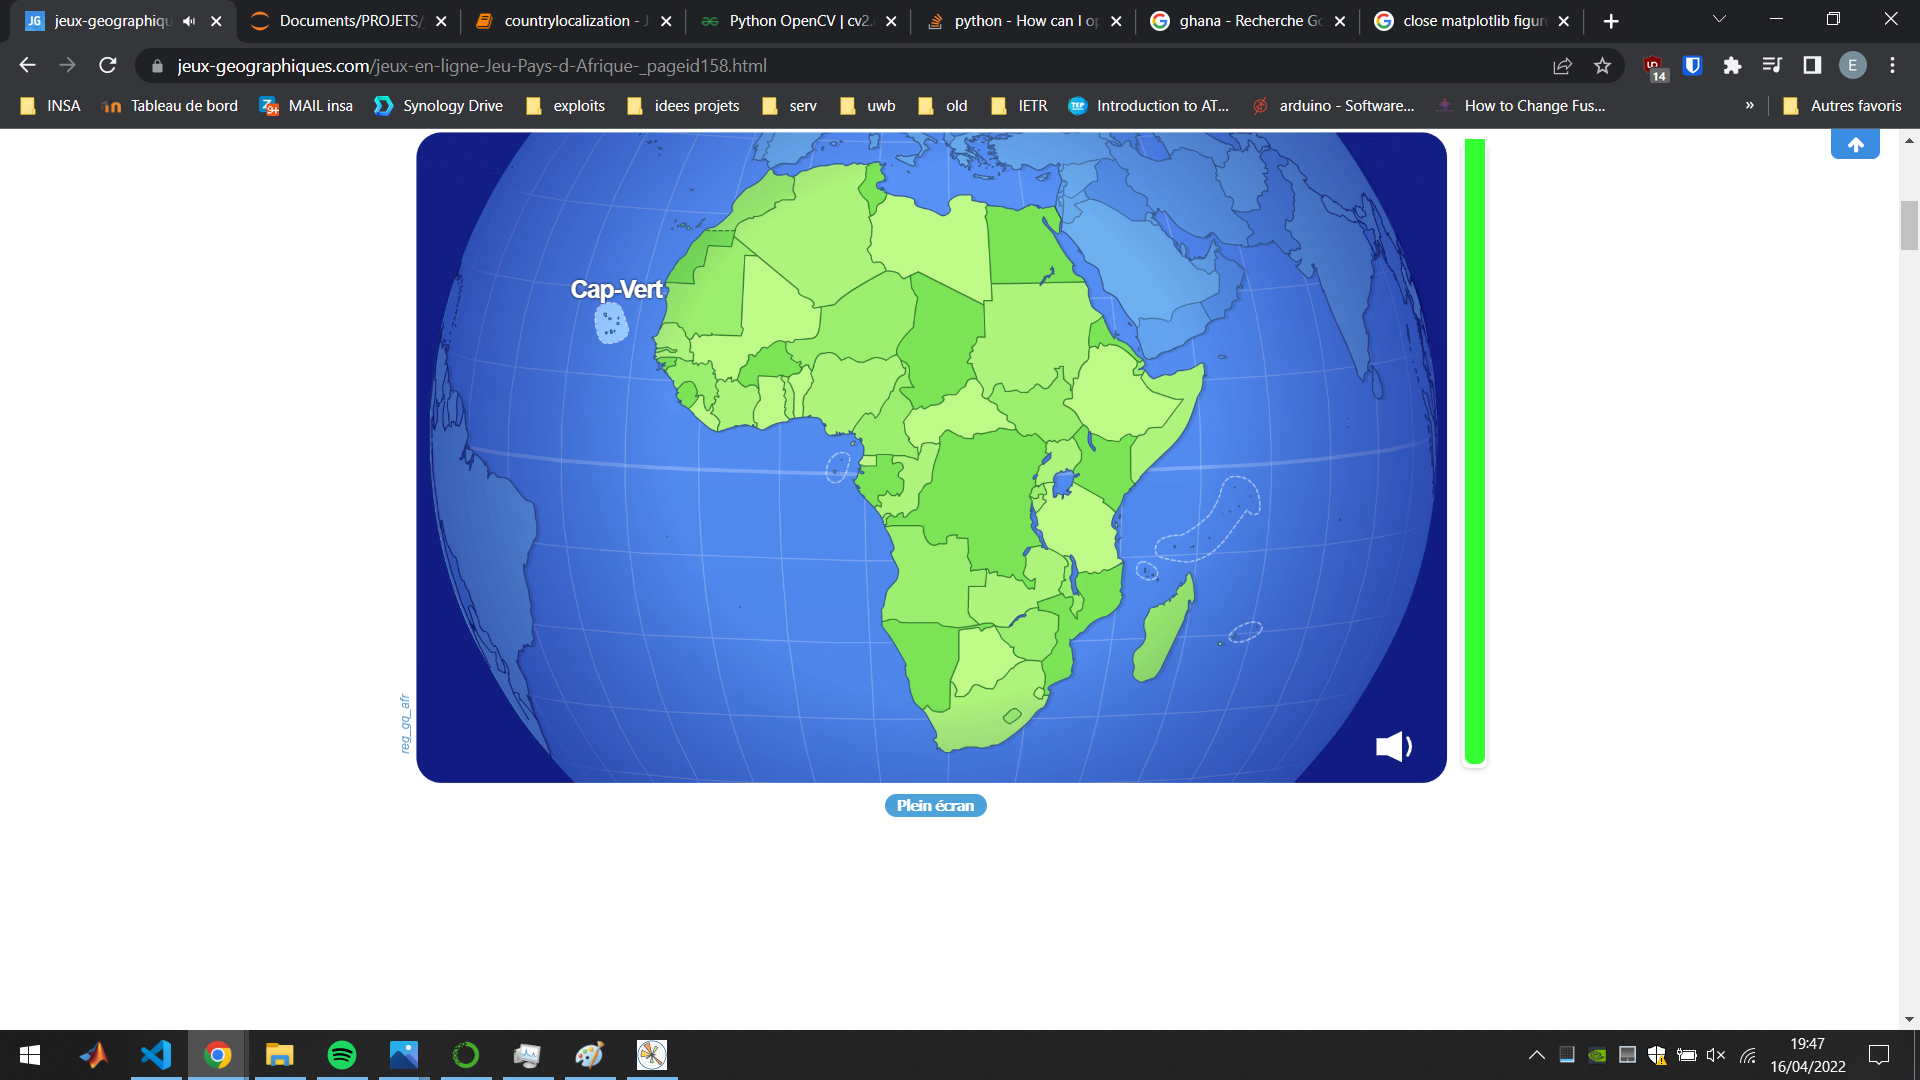 jeux-geographiqu
Documents/PROJETS/
countrylocalization - J
Python OpenCV | cv2.
python - How can I op
ghana - Recherche Go
close matplotlib figur
jeux-geographiques.com/jeux-en-ligne-Jeu-Pays-d-Afrique-_pageid158.html
14
E
INSA
Tableau de bord
MAIL insa
Synology Drive
exploits
idees projets
serv
uwb
old
IETR
Introduction to AT...
arduino - Software...
How to Change Fus...
»
Autres favoris
Cap-Vert
reg_gq_afr
Plein écran
19:47
16/04/2022